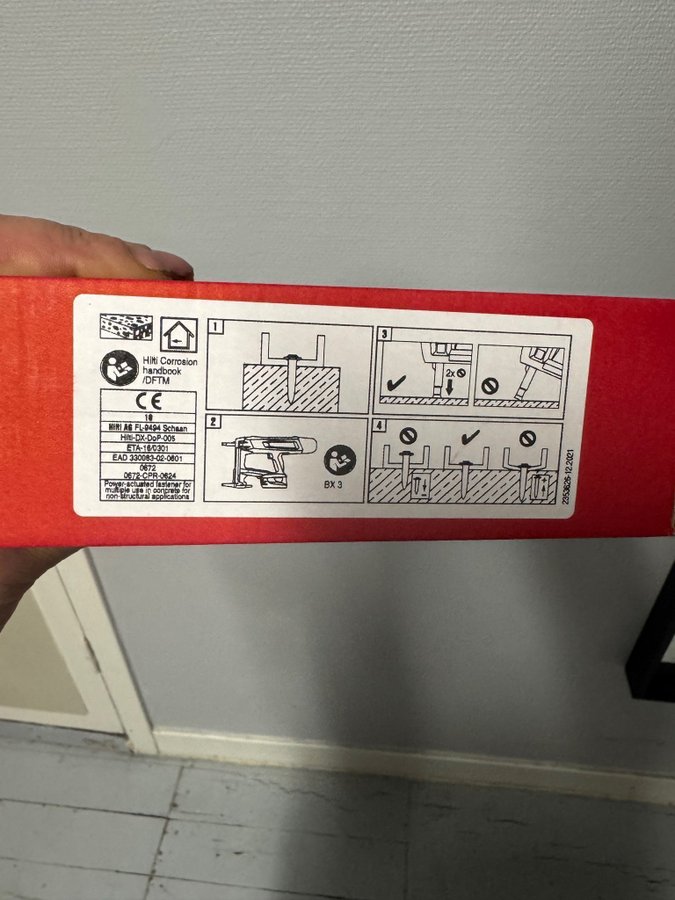 Hilti Corrosion
handbook
/DFTM
CE
Hilti AG FL-9494 Schaan
Hilti-DX-DoP-005
ETA-16/0301
EAD 330083-02-0601
0672
0672-CPR-0624
Power-actuated fastener for
multiple use in concrete for
non-structural applications
1
2
BX 3
3
2x
4
2353626-12.2021